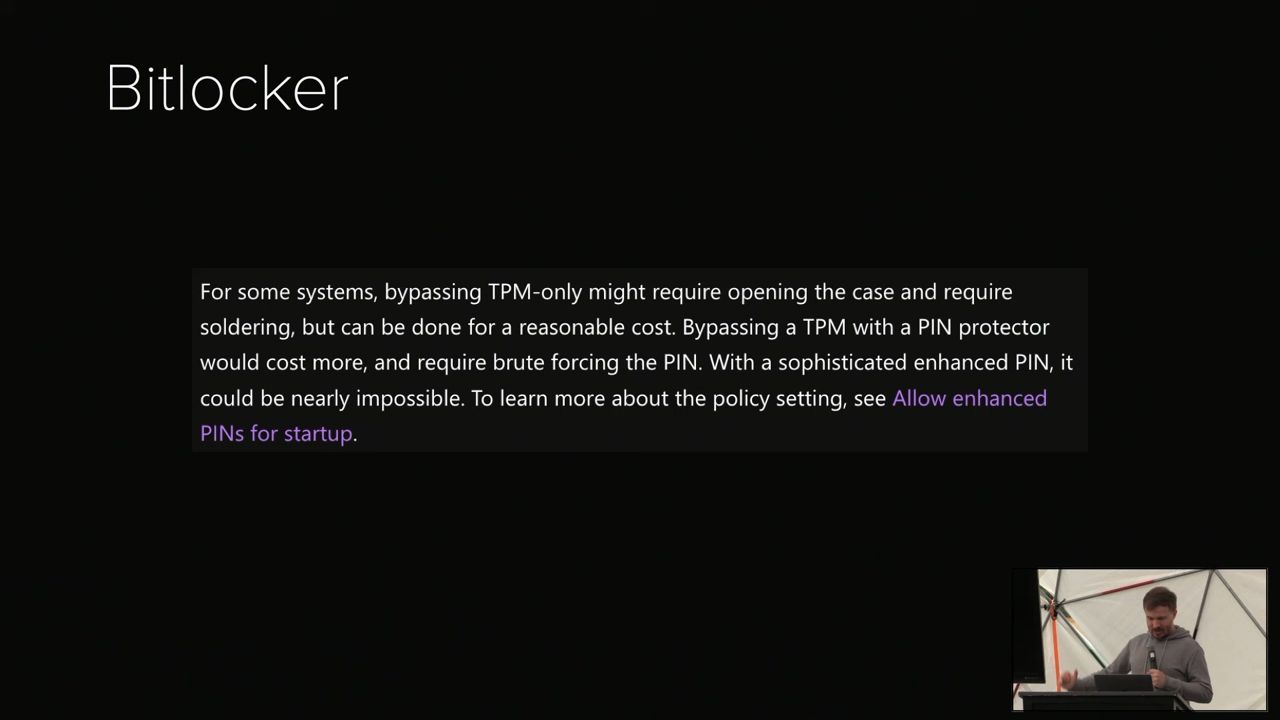 Bitlocker
For some systems, bypassing TPM-only might require opening the case and require
soldering, but can be done for a reasonable cost. Bypassing a TPM with a PIN protector
would cost more, and require brute forcing the PIN. With a sophisticated enhanced PIN, it
could be nearly impossible. To learn more about the policy setting, see Allow enhanced
PINs for startup.